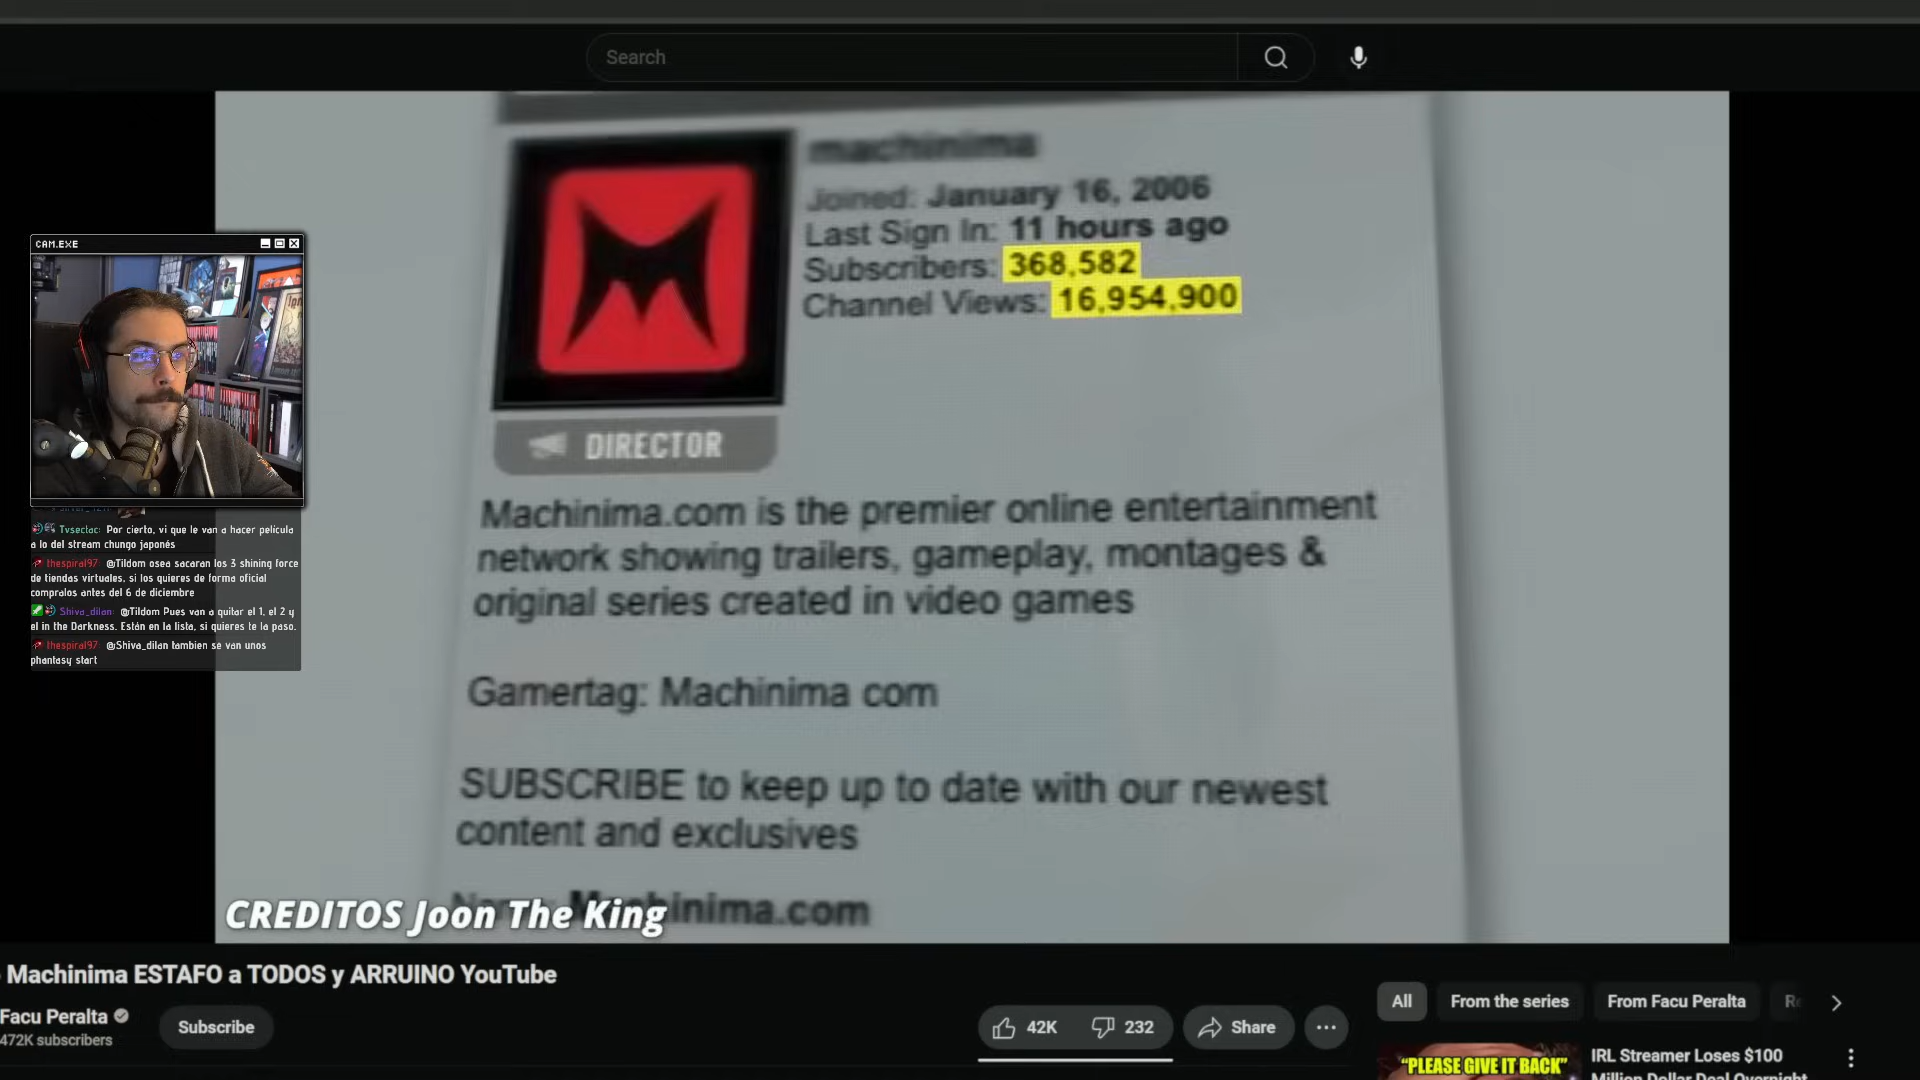 Search
machinima
Joined: January 16, 2006
Last Sign In: 11 hours ago
Subscribers: 368,582
Channel Views: 16,954,900
DIRECTOR
Machinima.com is the premier online entertainment
network showing trailers, gameplay, montages &
original series created in video games
Gamertag: Machinima com
SUBSCRIBE to keep up to date with our newest
content and exclusives
Machinima.com
CREDITOS Joon The King
CAM.EXE
Tvseclac: Por cierto, vi que le van a hacer película
a lo del stream chungo japonés
thespiral97: @Tildom osea sacaran los 3 shining force
de tiendas virtuales, si los quieres de forma oficial
compralos antes del 6 de diciembre
Shiva_dilan: @Tildom Pues van a quitar el 1, el 2 y
el in the Darkness. Están en la lista, si quieres te la paso.
thespiral97: @Shiva_dilan tambien se van unos
phantasy start
Machinima ESTAFO a TODOS y ARRUINO YouTube
Facu Peralta
472K subscribers
Subscribe
42K
232
Share
All
From the series
From Facu Peralta
"PLEASE GIVE IT BACK"
IRL Streamer Loses $100
Million Dollar Deal Overnight